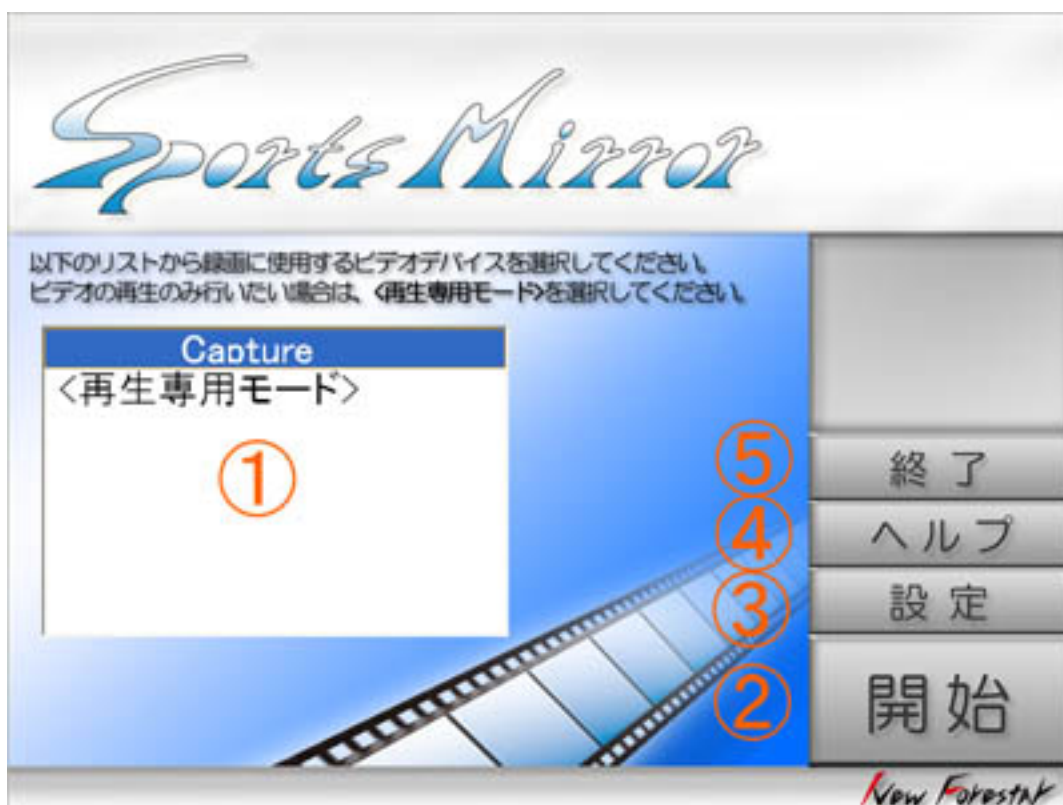 Sports Mirror
以下のリストから録画に使用するビデオデバイスを選択してください。
ビデオの再生のみ行いたい場合は、<再生専用モード>を選択してください。
Capture
<再生専用モード>
①
⑤
終了
④
ヘルプ
③
設定
②
開始
New Forestar